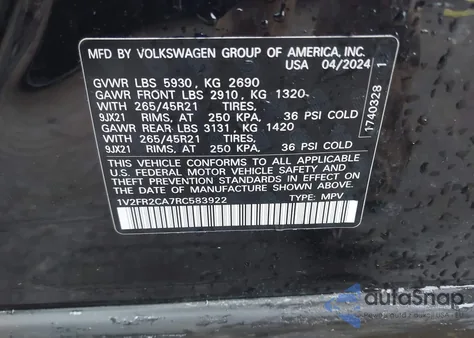 MFD. BY VOLKSWAGEN GROUP OF AMERICA, INC.
USA 04/2024
GVWR LBS 5930, KG 2690
GAWR FRONT LBS 2910, KG 1320
WITH 265/45R21 TIRES,
9JX21 RIMS, AT 250 KPA, 36 PSI COLD
GAWR REAR LBS 3131, KG 1420
WITH 265/45R21 TIRES,
9JX21 RIMS, AT 250 KPA, 36 PSI COLD
THIS VEHICLE CONFORMS TO ALL APPLICABLE
U.S. FEDERAL MOTOR VEHICLE SAFETY
STANDARDS IN EFFECT ON THE DATE OF
MANUFACTURE SHOWN ABOVE.
1V2FR2CA7RC583922 TYPE: MPV
1740328 1
autoSnap